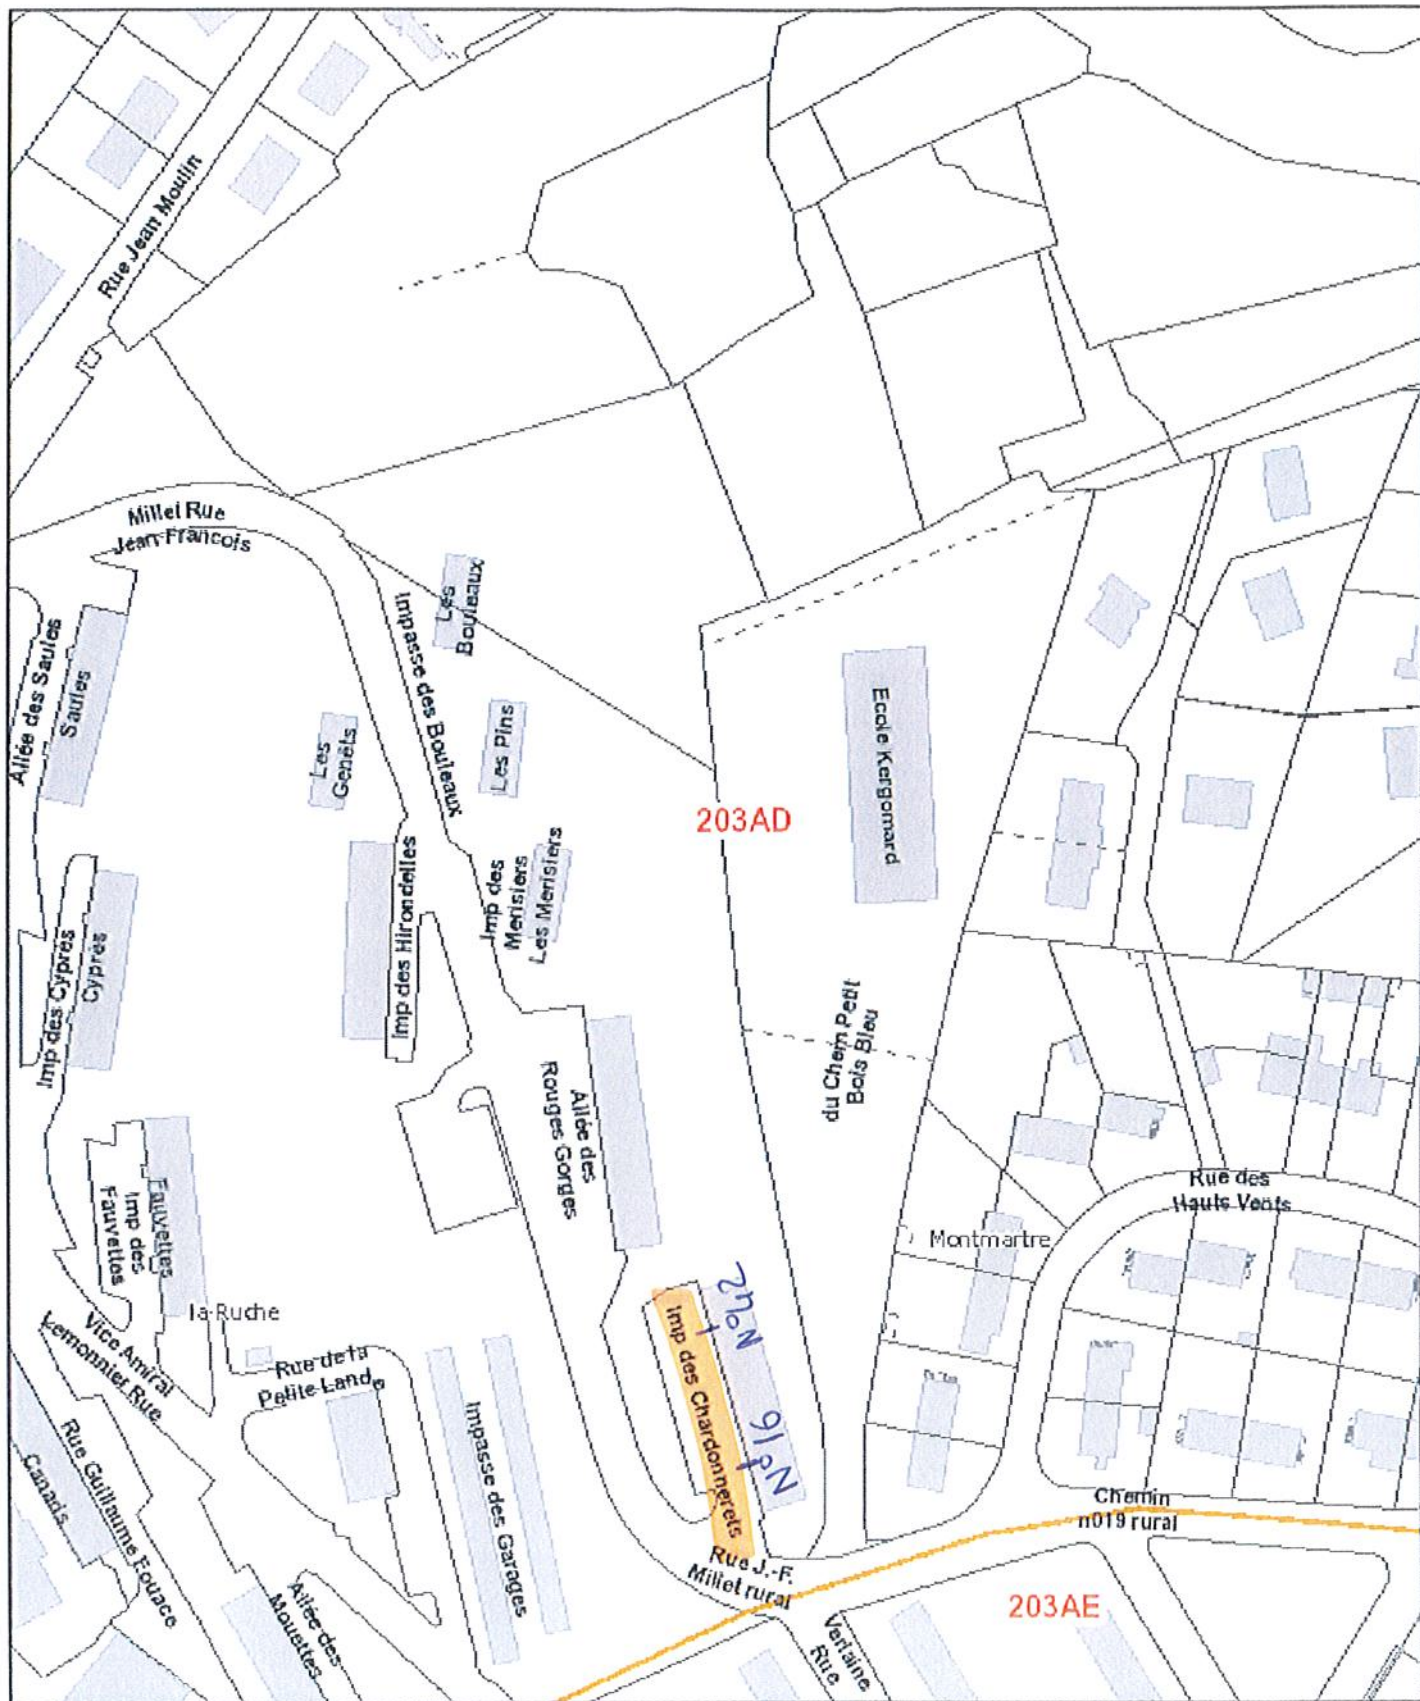 Rue Jean Moulin
Millet Rue
Jean-Francois
Les
Bouleaux
Impasse des Bouleaux
Allée des Saules
Saules
Les
Genêts
Les Pins
Ecole Kergomard
203AD
Imp des Hirondelles
Imp des
Merisiers
Les Merisiers
Imp des Cyprès
Cyprès
du Chem Petit
Bois Bleu
Allée des
Rouges Gorges
Fauvettes
Imp des
Fauvettes
Rue des
Hauts Vents
Montmartre
la Ruche
N°42
Imp des Chardonnerets
N°16
Vice Amiral
Lemonnier Rue
Rue de la
Petite Lande
Impasse des Garages
Rue Guillaume Fouace
Canaris
Chemin
n019 rural
Rue J.-F.
Millet rural
Allée des
Mouettes
Verlaine
Rue
203AE